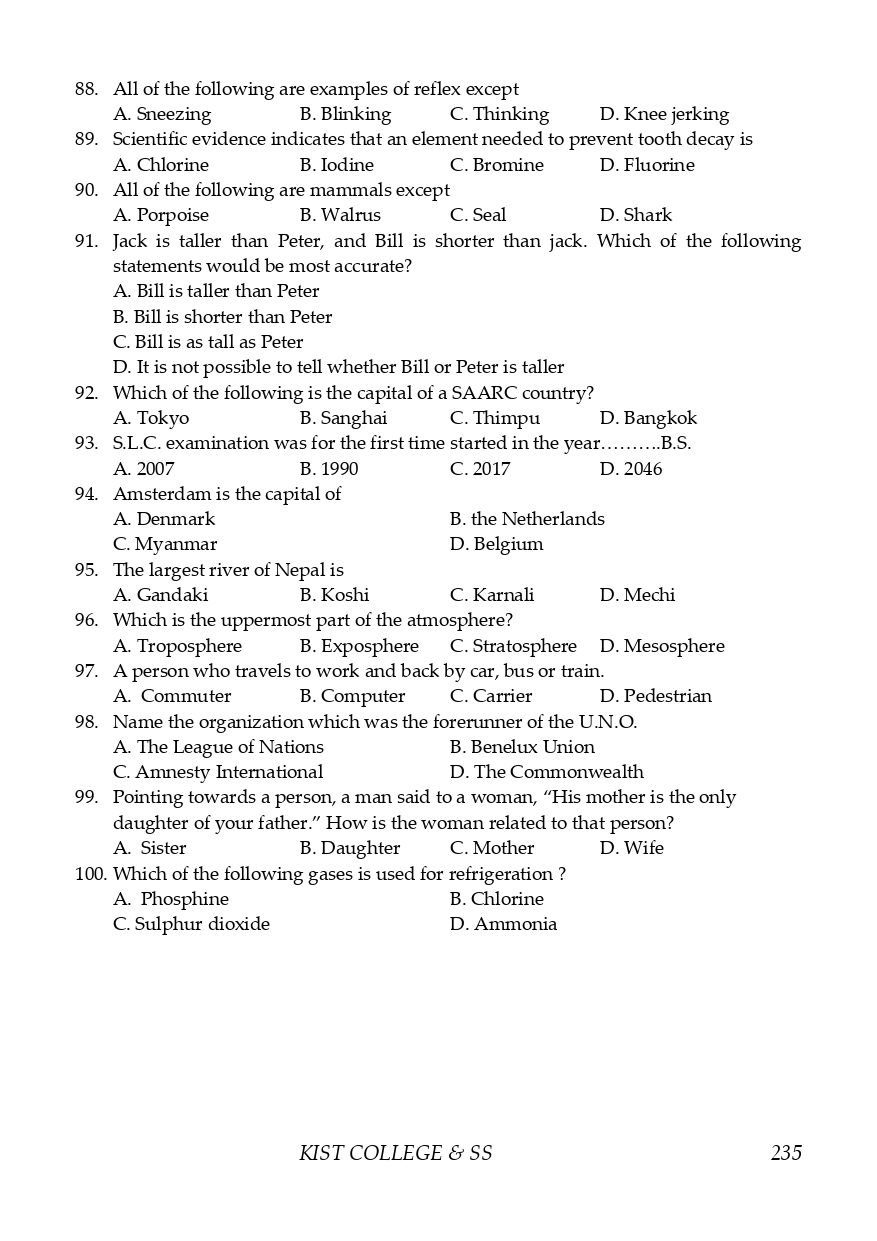 88. All of the following are examples of reflex except
A. Sneezing B. Blinking C. Thinking D. Knee jerking
89. Scientific evidence indicates that an element needed to prevent tooth decay is
A. Chlorine B. Iodine C. Bromine D. Fluorine
90. All of the following are mammals except
A. Porpoise B. Walrus C. Seal D. Shark
91. Jack is taller than Peter, and Bill is shorter than jack. Which of the following
statements would be most accurate?
A. Bill is taller than Peter
B. Bill is shorter than Peter
C. Bill is as tall as Peter
D. It is not possible to tell whether Bill or Peter is taller
92. Which of the following is the capital of a SAARC country?
A. Tokyo B. Sanghai C. Thimpu D. Bangkok
93. S.L.C. examination was for the first time started in the year……….B.S.
A. 2007 B. 1990 C. 2017 D. 2046
94. Amsterdam is the capital of
A. Denmark B. the Netherlands
C. Myanmar D. Belgium
95. The largest river of Nepal is
A. Gandaki B. Koshi C. Karnali D. Mechi
96. Which is the uppermost part of the atmosphere?
A. Troposphere B. Exposphere C. Stratosphere D. Mesosphere
97. A person who travels to work and back by car, bus or train.
A. Commuter B. Computer C. Carrier D. Pedestrian
98. Name the organization which was the forerunner of the U.N.O.
A. The League of Nations B. Benelux Union
C. Amnesty International D. The Commonwealth
99. Pointing towards a person, a man said to a woman, “His mother is the only
daughter of your father.” How is the woman related to that person?
A. Sister B. Daughter C. Mother D. Wife
100. Which of the following gases is used for refrigeration ?
A. Phosphine B. Chlorine
C. Sulphur dioxide D. Ammonia
KIST COLLEGE & SS 235